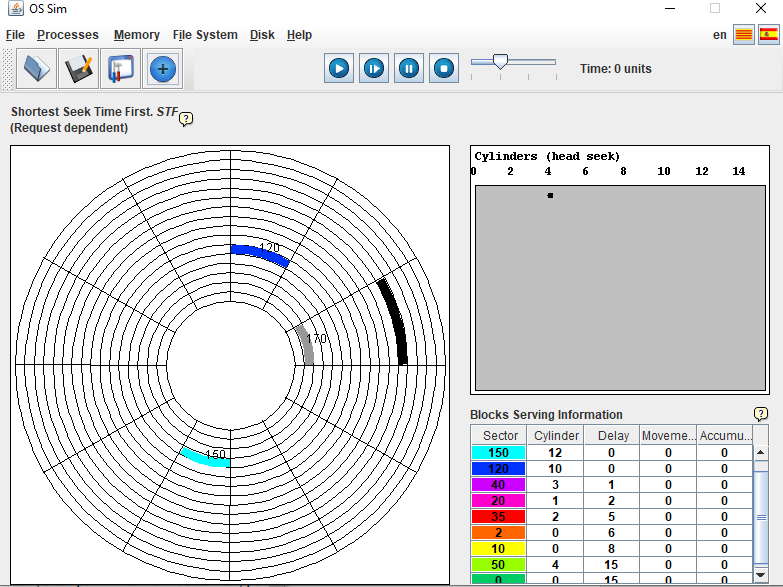 OS Sim
File Processes Memory File System Disk Help en
Time: 0 units
Shortest Seek Time First. STF
(Request dependent)
?
120
170
150
Cylinders (head seek)
0 2 4 6 8 10 12 14
Blocks Serving Information ?
Sector Cylinder Delay Moveme... Accumu...
150 12 0 0 0
120 10 0 0 0
40 3 1 0 0
20 1 2 0 0
35 2 5 0 0
2 0 6 0 0
10 0 8 0 0
50 4 15 0 0
0 0 15 0 0